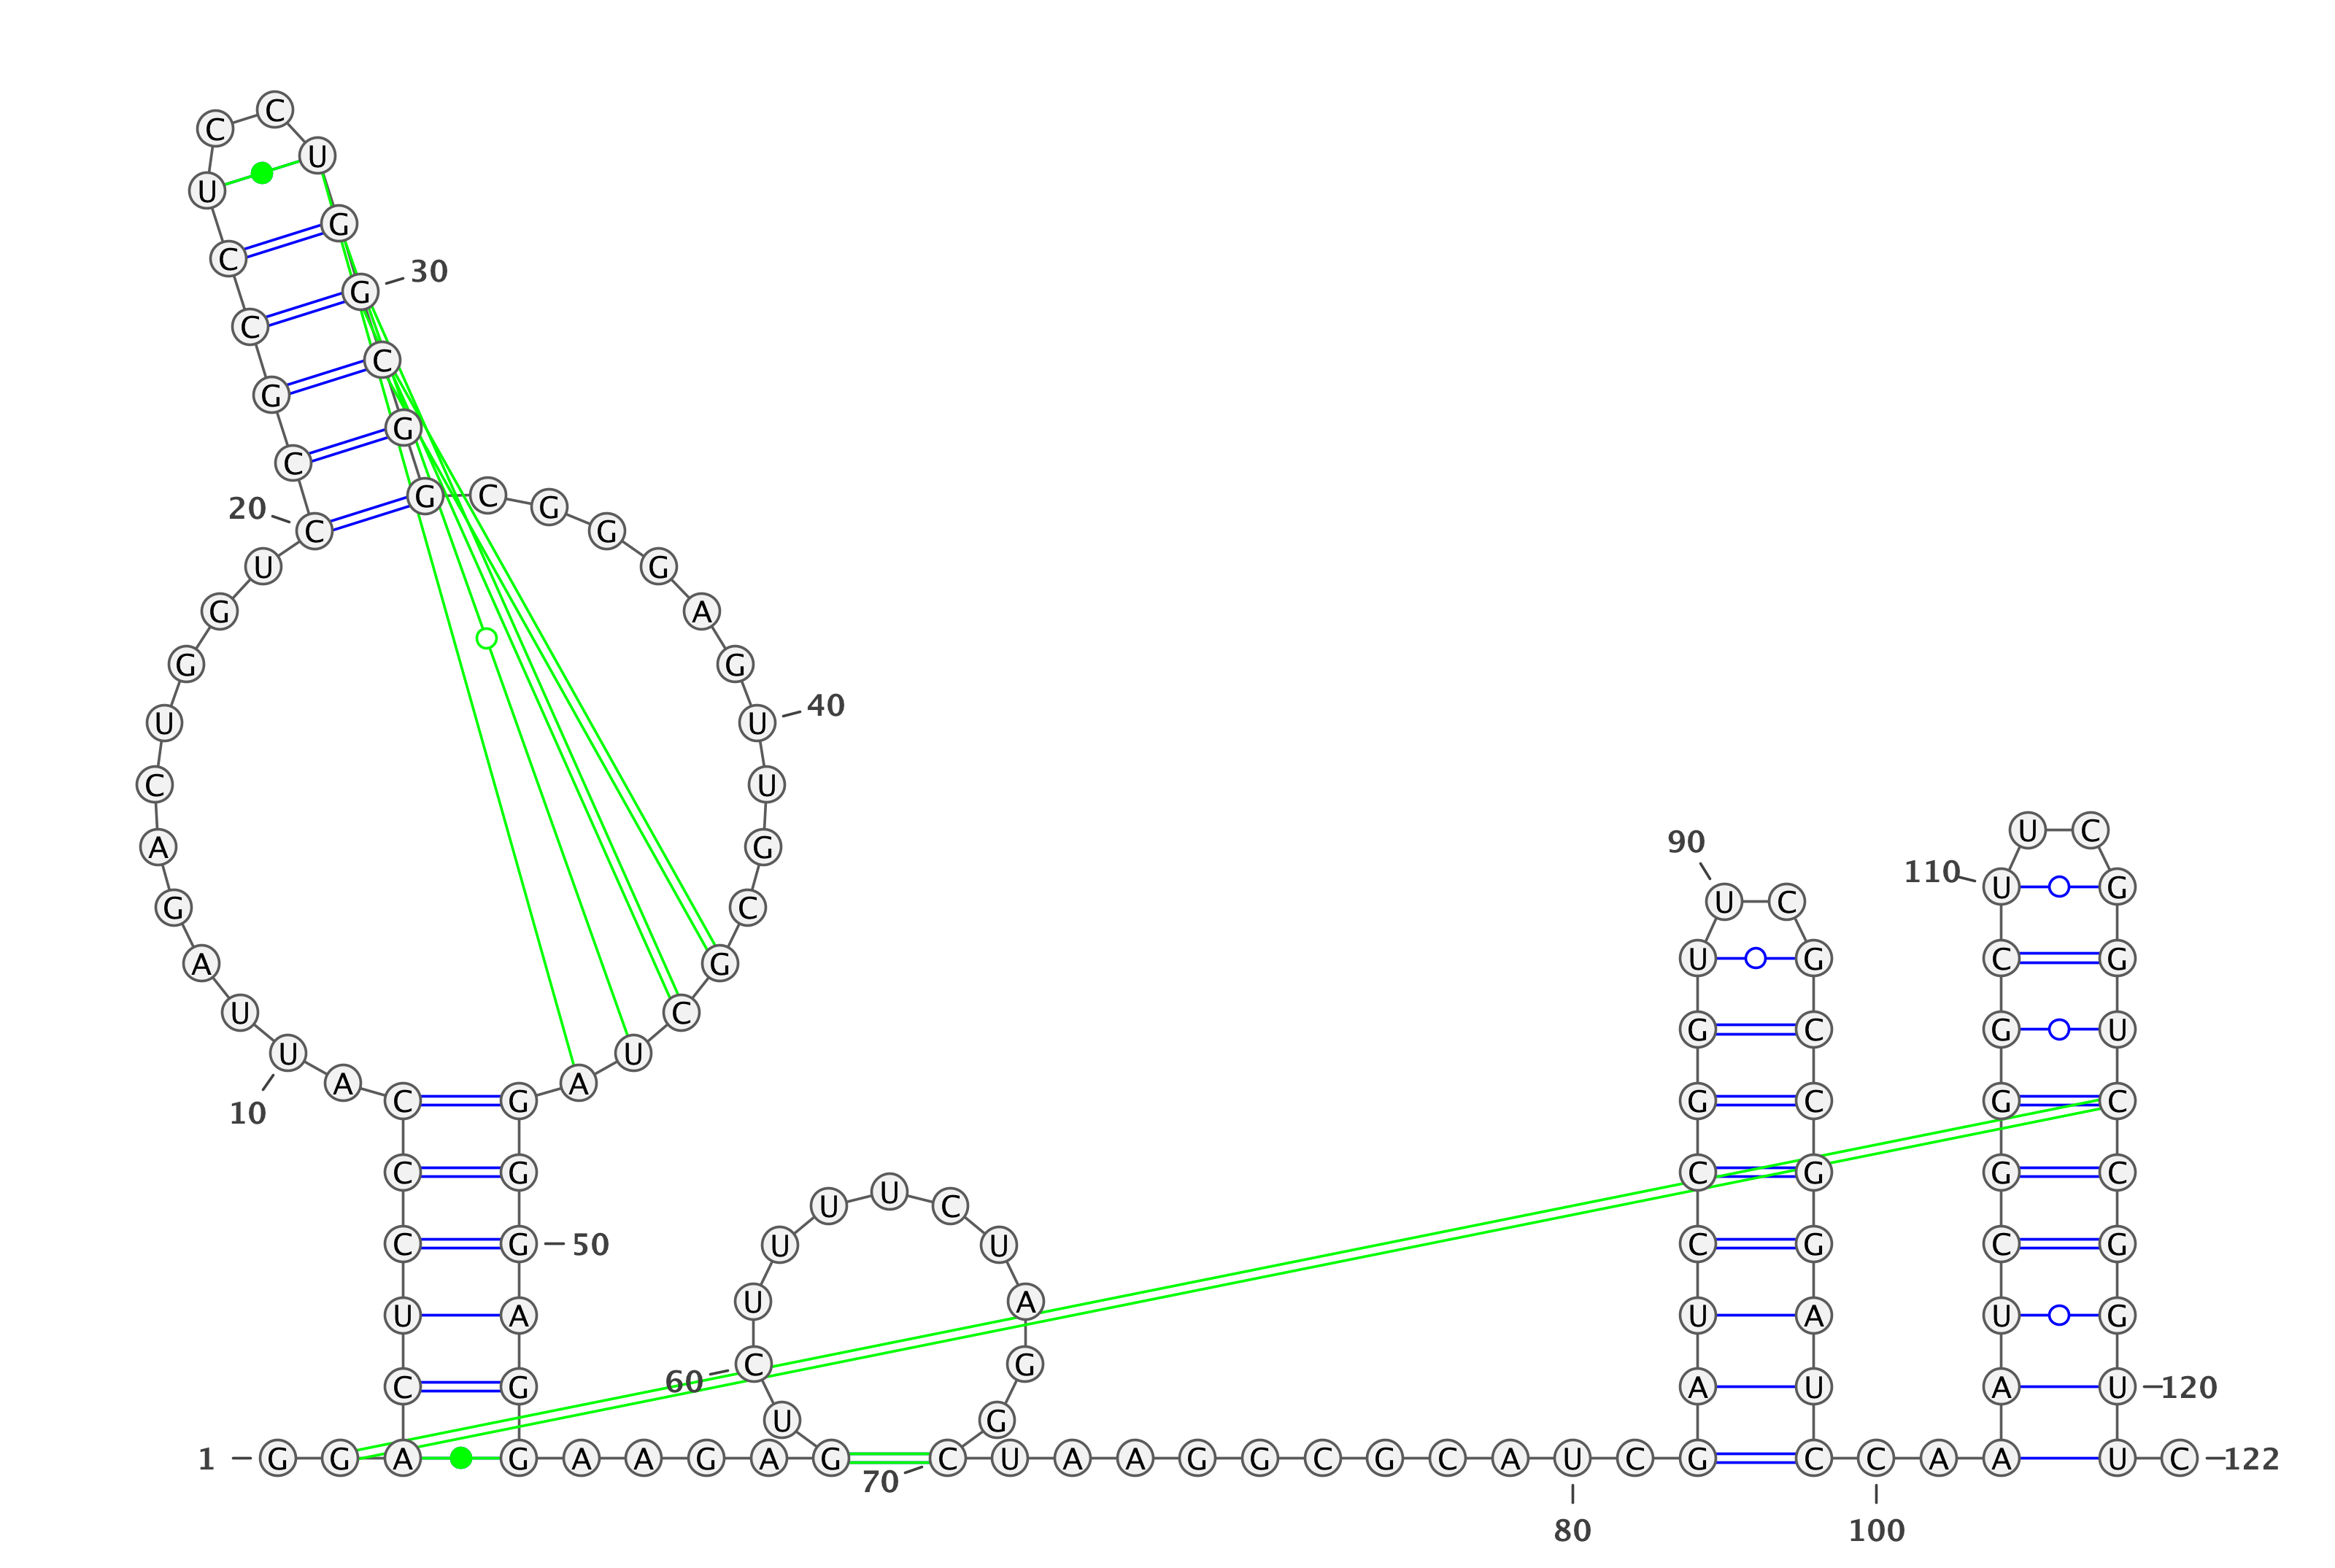 C
C
U
U
G
C
30
G
C
C
G
G
C
G C
20 G
C G
U G
G A
G G
40
U U
C U
U C
90
A G
110
U G
U C
G C
A G U G C G
U C
G C G U
U U
A A
C G G C G C
10
C G C G G C
U
U C
C G 50 U U C G C G
U A
U A U A U G
60 C G
C G A U A U 120
U G
1 G G A G A A G A G C U A A G G C G C A U C G C C A A U C 122
70
80 100